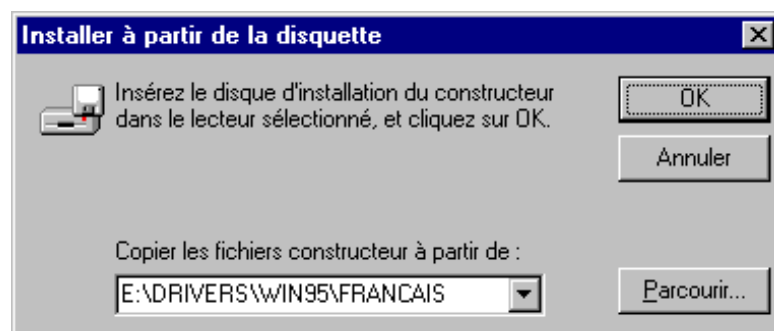 Installer à partir de la disquette
Insérez le disque d'installation du constructeur
dans le lecteur sélectionné, et cliquez sur OK.
OK
Annuler
Copier les fichiers constructeur à partir de :
E:\DRIVERS\WIN95\FRANCAIS
Parcourir...